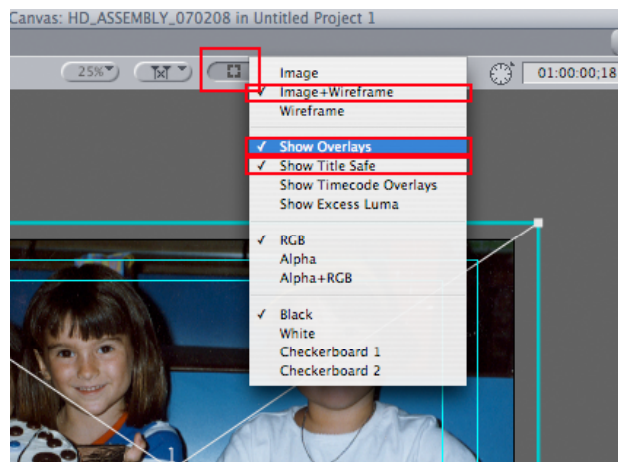 Canvas: HD_ASSEMBLY_070208 in Untitled Project 1
25%
01:00:00;18
Image
✓ Image+Wireframe
Wireframe
✓ Show Overlays
✓ Show Title Safe
Show Timecode Overlays
Show Excess Luma
✓ RGB
Alpha
Alpha+RGB
✓ Black
White
Checkerboard 1
Checkerboard 2